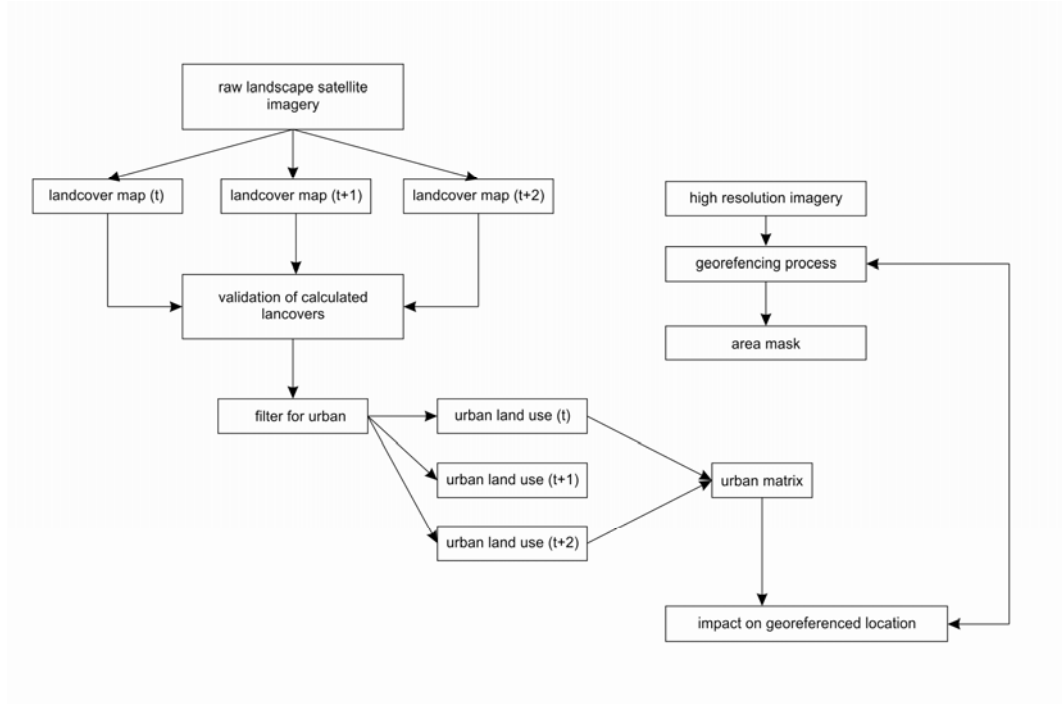 raw landscape satellite
imagery
landcover map (t)
landcover map (t+1)
landcover map (t+2)
validation of calculated
lancovers
filter for urban
urban land use (t)
urban land use (t+1)
urban land use (t+2)
urban matrix
high resolution imagery
georefencing process
area mask
impact on georeferenced location